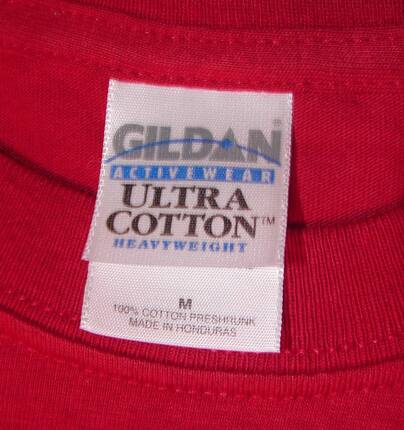 GILDAN®
ACTIVEWEAR
ULTRA
COTTON™
HEAVYWEIGHT
M
100% COTTON PRESHRUNK
MADE IN HONDURAS